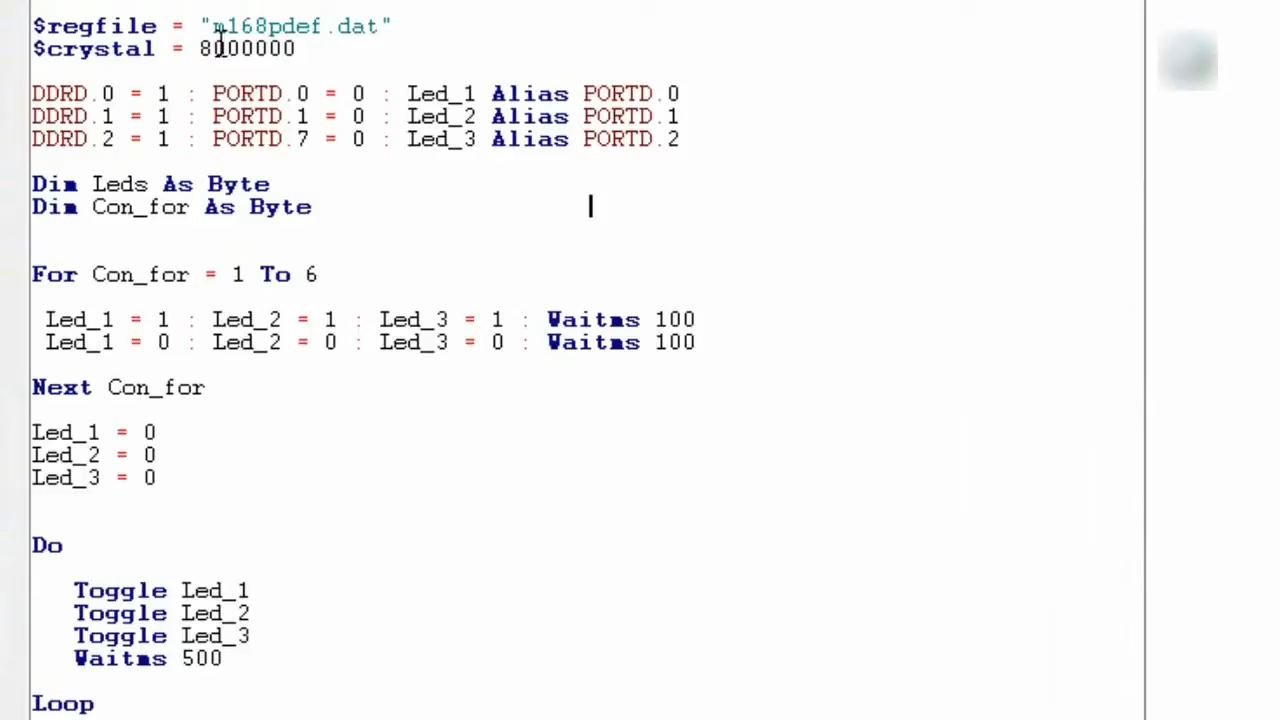 $regfile = "m168pdef.dat"
$crystal = 8000000
DDRD.0 = 1 : PORTD.0 = 0 : Led_1 Alias PORTD.0
DDRD.1 = 1 : PORTD.1 = 0 : Led_2 Alias PORTD.1
DDRD.2 = 1 : PORTD.7 = 0 : Led_3 Alias PORTD.2
Dim Leds As Byte
Dim Con_for As Byte
For Con_for = 1 To 6
Led_1 = 1 : Led_2 = 1 : Led_3 = 1 : Waitms 100
Led_1 = 0 : Led_2 = 0 : Led_3 = 0 : Waitms 100
Next Con_for
Led_1 = 0
Led_2 = 0
Led_3 = 0
Do
Toggle Led_1
Toggle Led_2
Toggle Led_3
Waitms 500
Loop